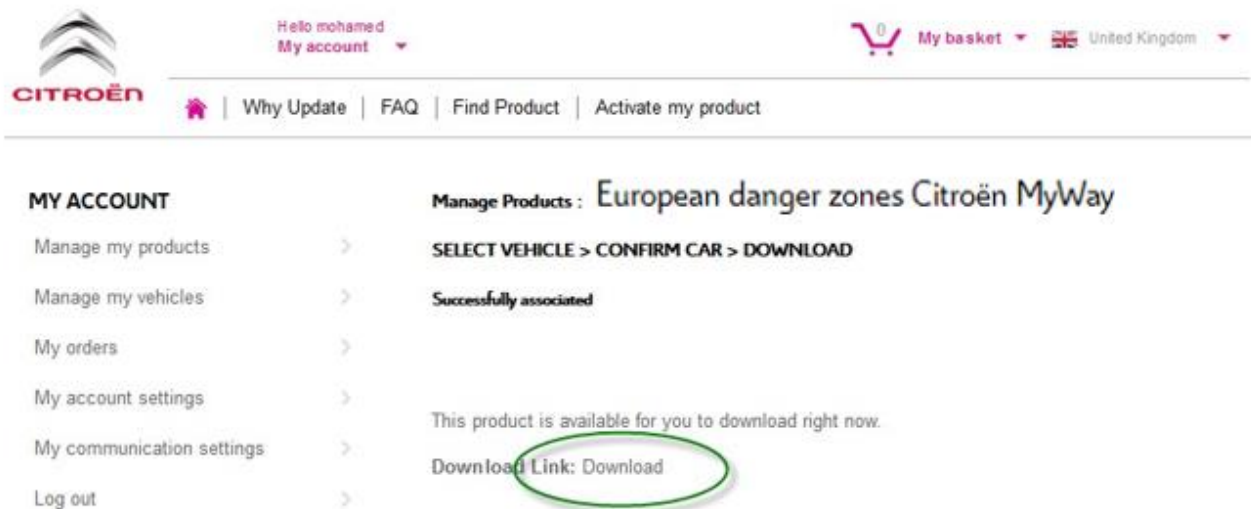 Hello mohamed
My account
0
My basket
United Kingdom
CITROËN
Why Update | FAQ | Find Product | Activate my product
MY ACCOUNT
Manage my products
Manage my vehicles
My orders
My account settings
My communication settings
Log out
Manage Products : European danger zones Citroën MyWay
SELECT VEHICLE > CONFIRM CAR > DOWNLOAD
Successfully associated
This product is available for you to download right now.
Download Link: Download